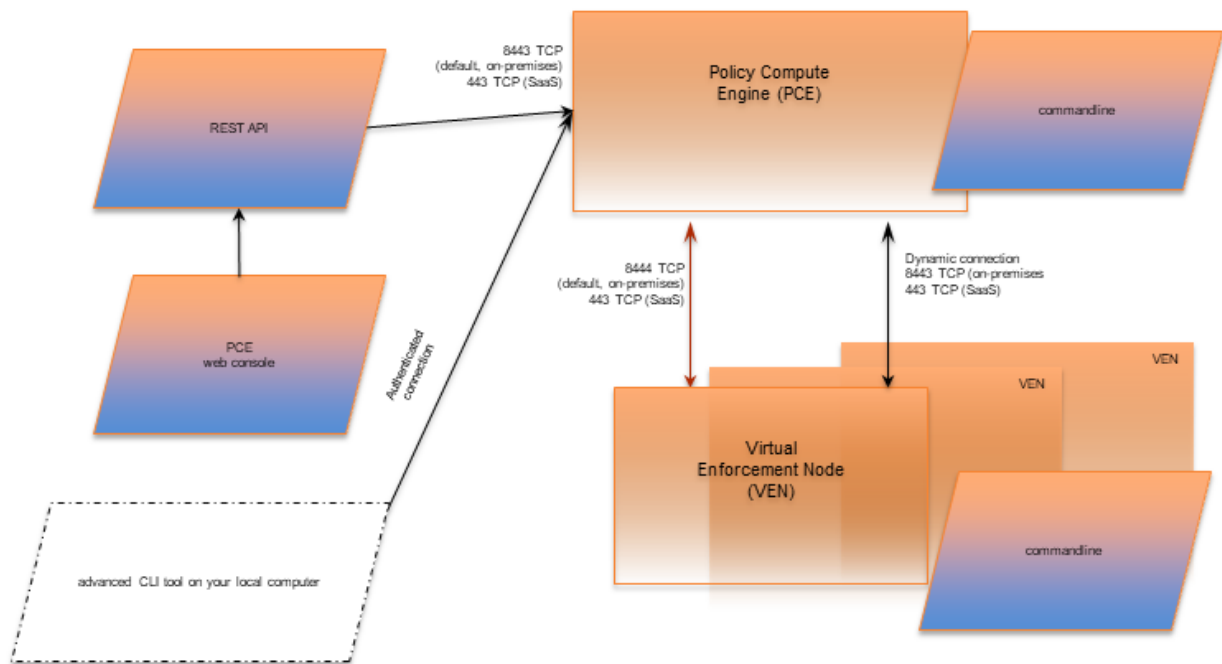 8443 TCP
(default, on-premises)
443 TCP (SaaS)
Policy Compute
Engine (PCE)
commandline
REST API
8444 TCP
(default, on-premises)
443 TCP (SaaS)
Dynamic connection
8443 TCP (on-premises
443 TCP (SaaS)
PCE
web console
Authenticated
connection
VEN
VEN
Virtual
Enforcement Node
(VEN)
commandline
advanced CLI tool on your local computer